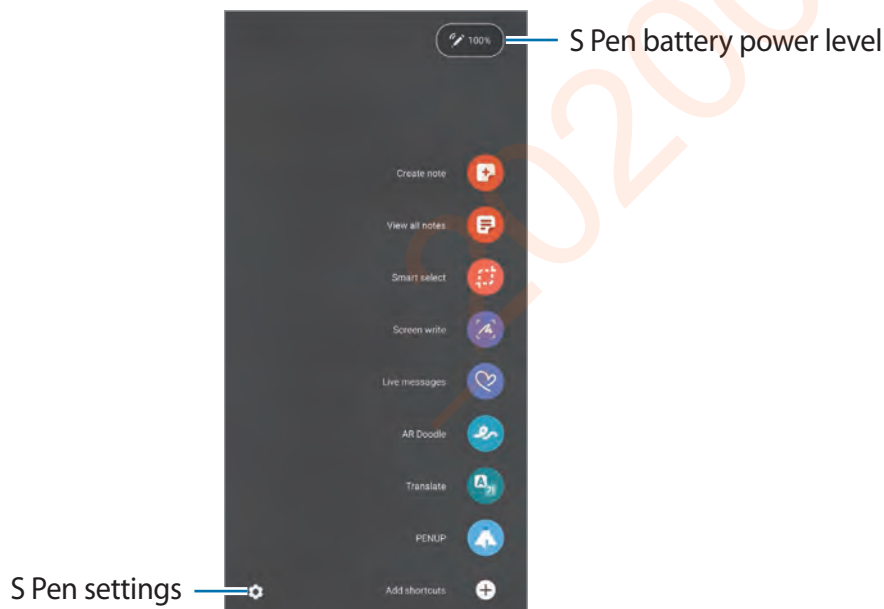 100%
S Pen battery power level
Create note
View all notes
Smart select
Screen write
Live messages
AR Doodle
Translate
PENUP
S Pen settings
Add shortcuts